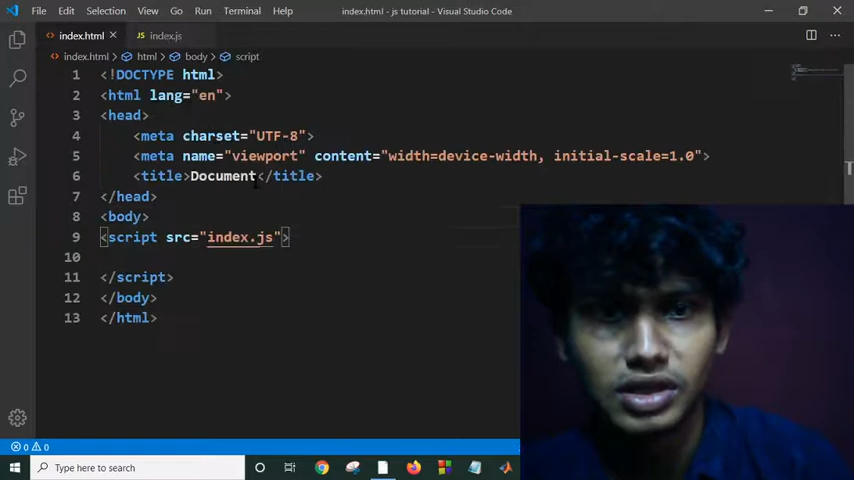 File Edit Selection View Go Run Terminal Help index.html - js tutorial - Visual Studio Code
index.html JS index.js
index.html > html > body > script
1 <!DOCTYPE html>
2 <html lang="en">
3 <head>
4 <meta charset="UTF-8">
5 <meta name="viewport" content="width=device-width, initial-scale=1.0">
6 <title>Document</title>
7 </head>
8 <body>
9 <script src="index.js">
10
11 </script>
12 </body>
13 </html>
0 0
Type here to search